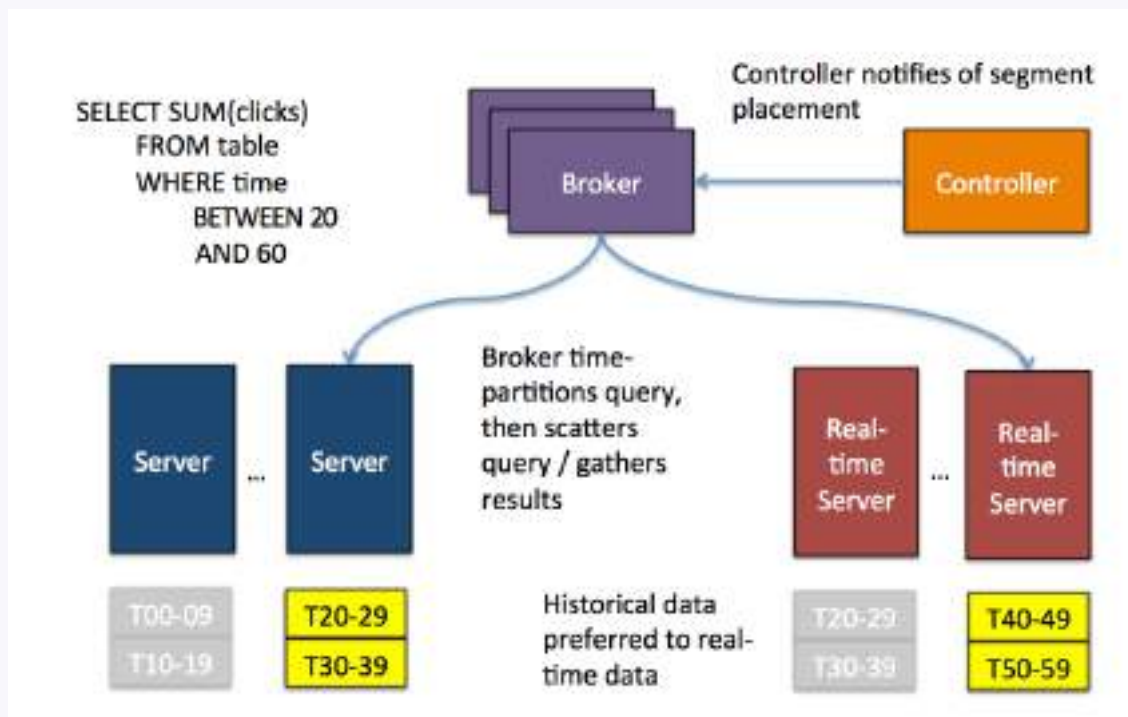 SELECT SUM(clicks)
FROM table
WHERE time
BETWEEN 20
AND 60
Controller notifies of segment
placement
Broker
Controller
Broker time-
partitions query,
then scatters
query / gathers
results
Server
...
Server
Real-
time
Server
...
Real-
time
Server
T00-09
T10-19
T20-29
T30-39
Historical data
preferred to real-
time data
T20-29
T30-39
T40-49
T50-59